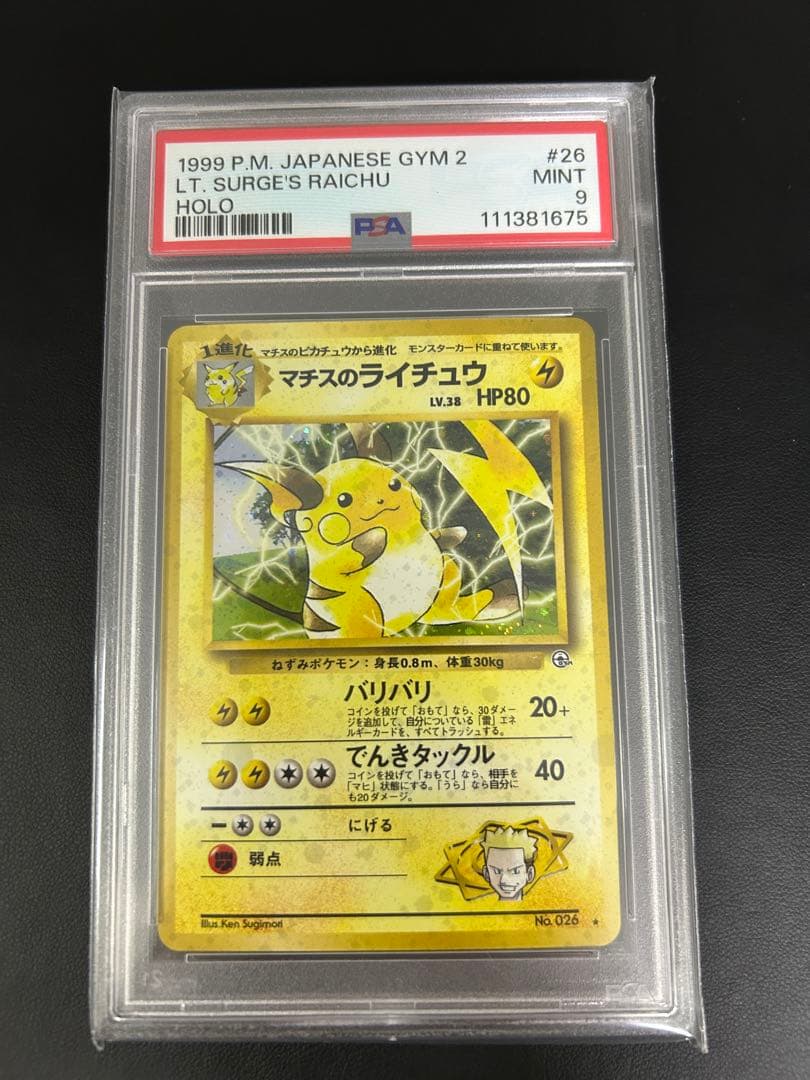 1999 P.M. JAPANESE GYM 2 #26
LT. SURGE'S RAICHU MINT
HOLO 9
PSA 111381675
1進化 マチスのピカチュウから進化 モンスターカードに重ねて使います。
マチスのライチュウ
LV.38 HP80
ねずみポケモン：身長0.8m、体重30kg
バリバリ
コインを投げて「おもて」なら、30ダメー
ジを追加して、自分についている「雷」エネ
ルギーカードを、すべてトラッシュする。
20+
でんきタックル
コインを投げて「おもて」なら、相手を
「マヒ」状態にする。「うら」なら自分に
も20ダメージ。
40
にげる
弱点
Illus. Ken Sugimori No. 026 ★